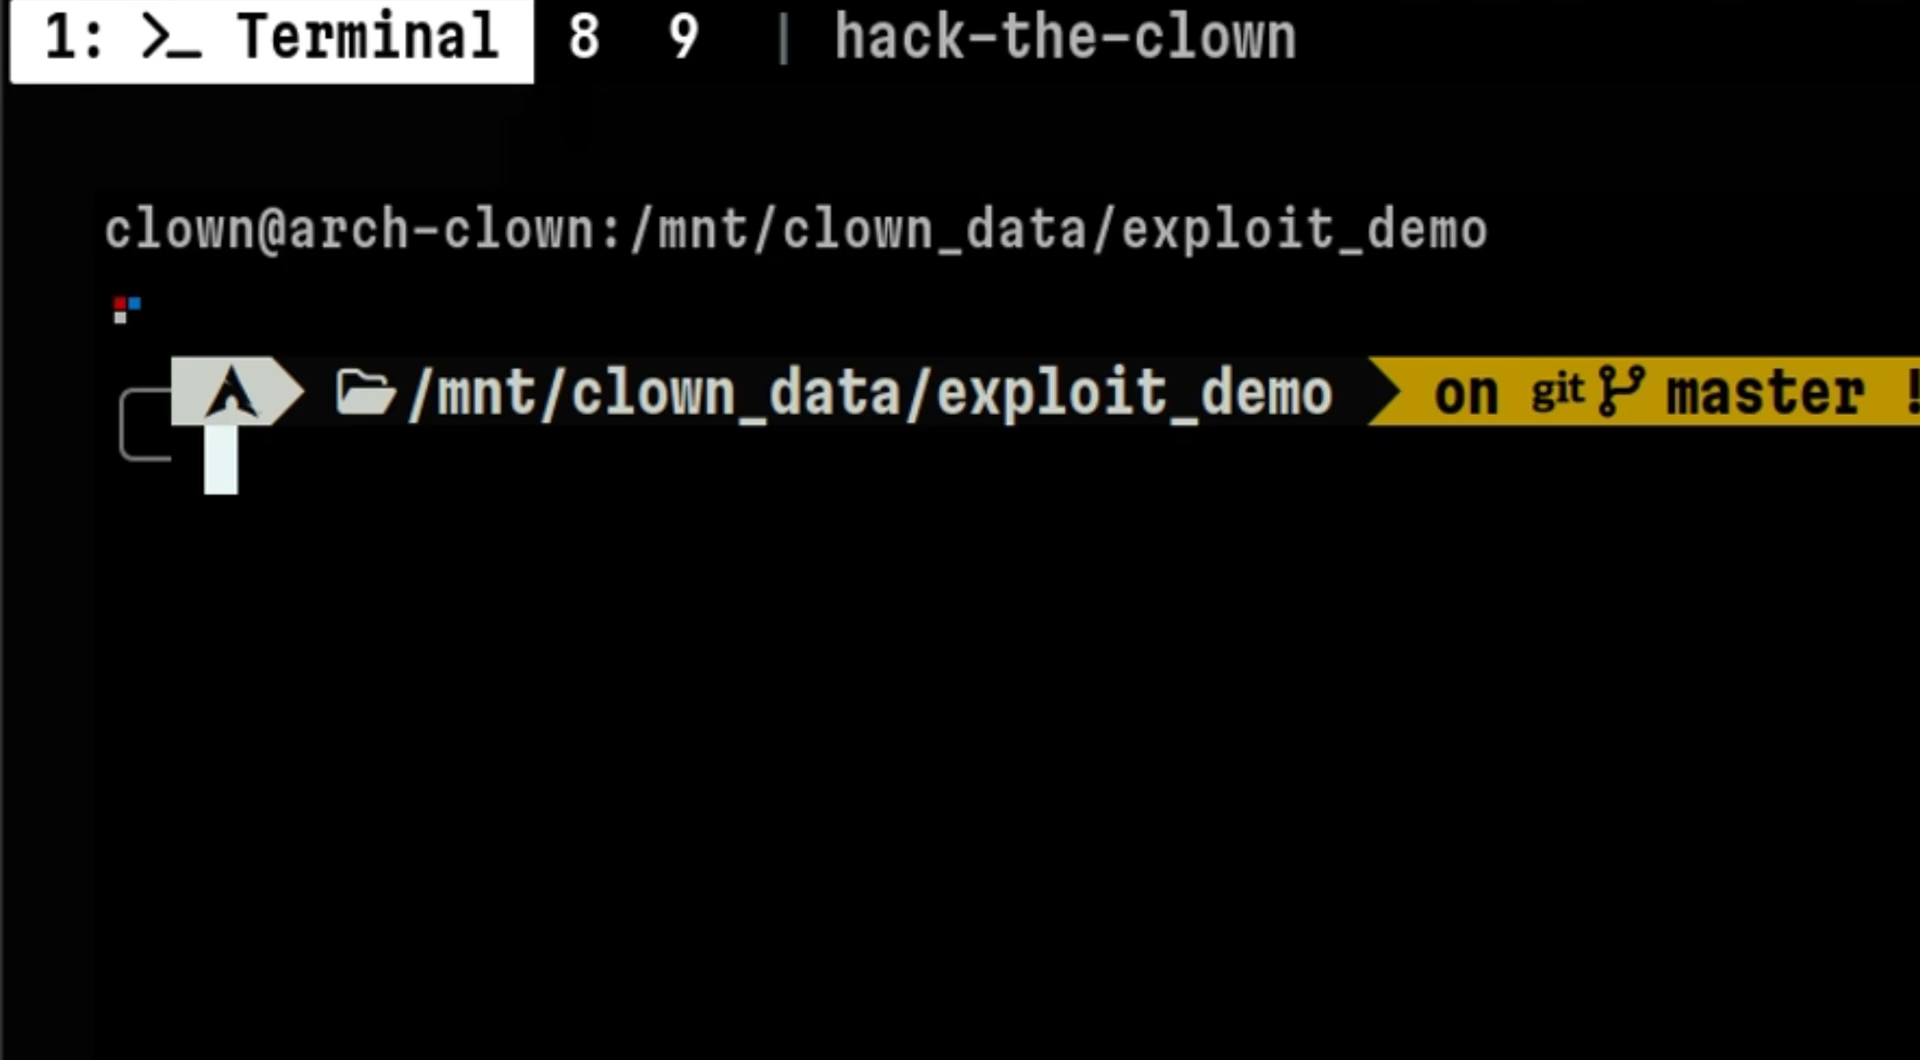 1: >_ Terminal 8 9 | hack-the-clown
clown@arch-clown:/mnt/clown_data/exploit_demo
/mnt/clown_data/exploit_demo on git master !